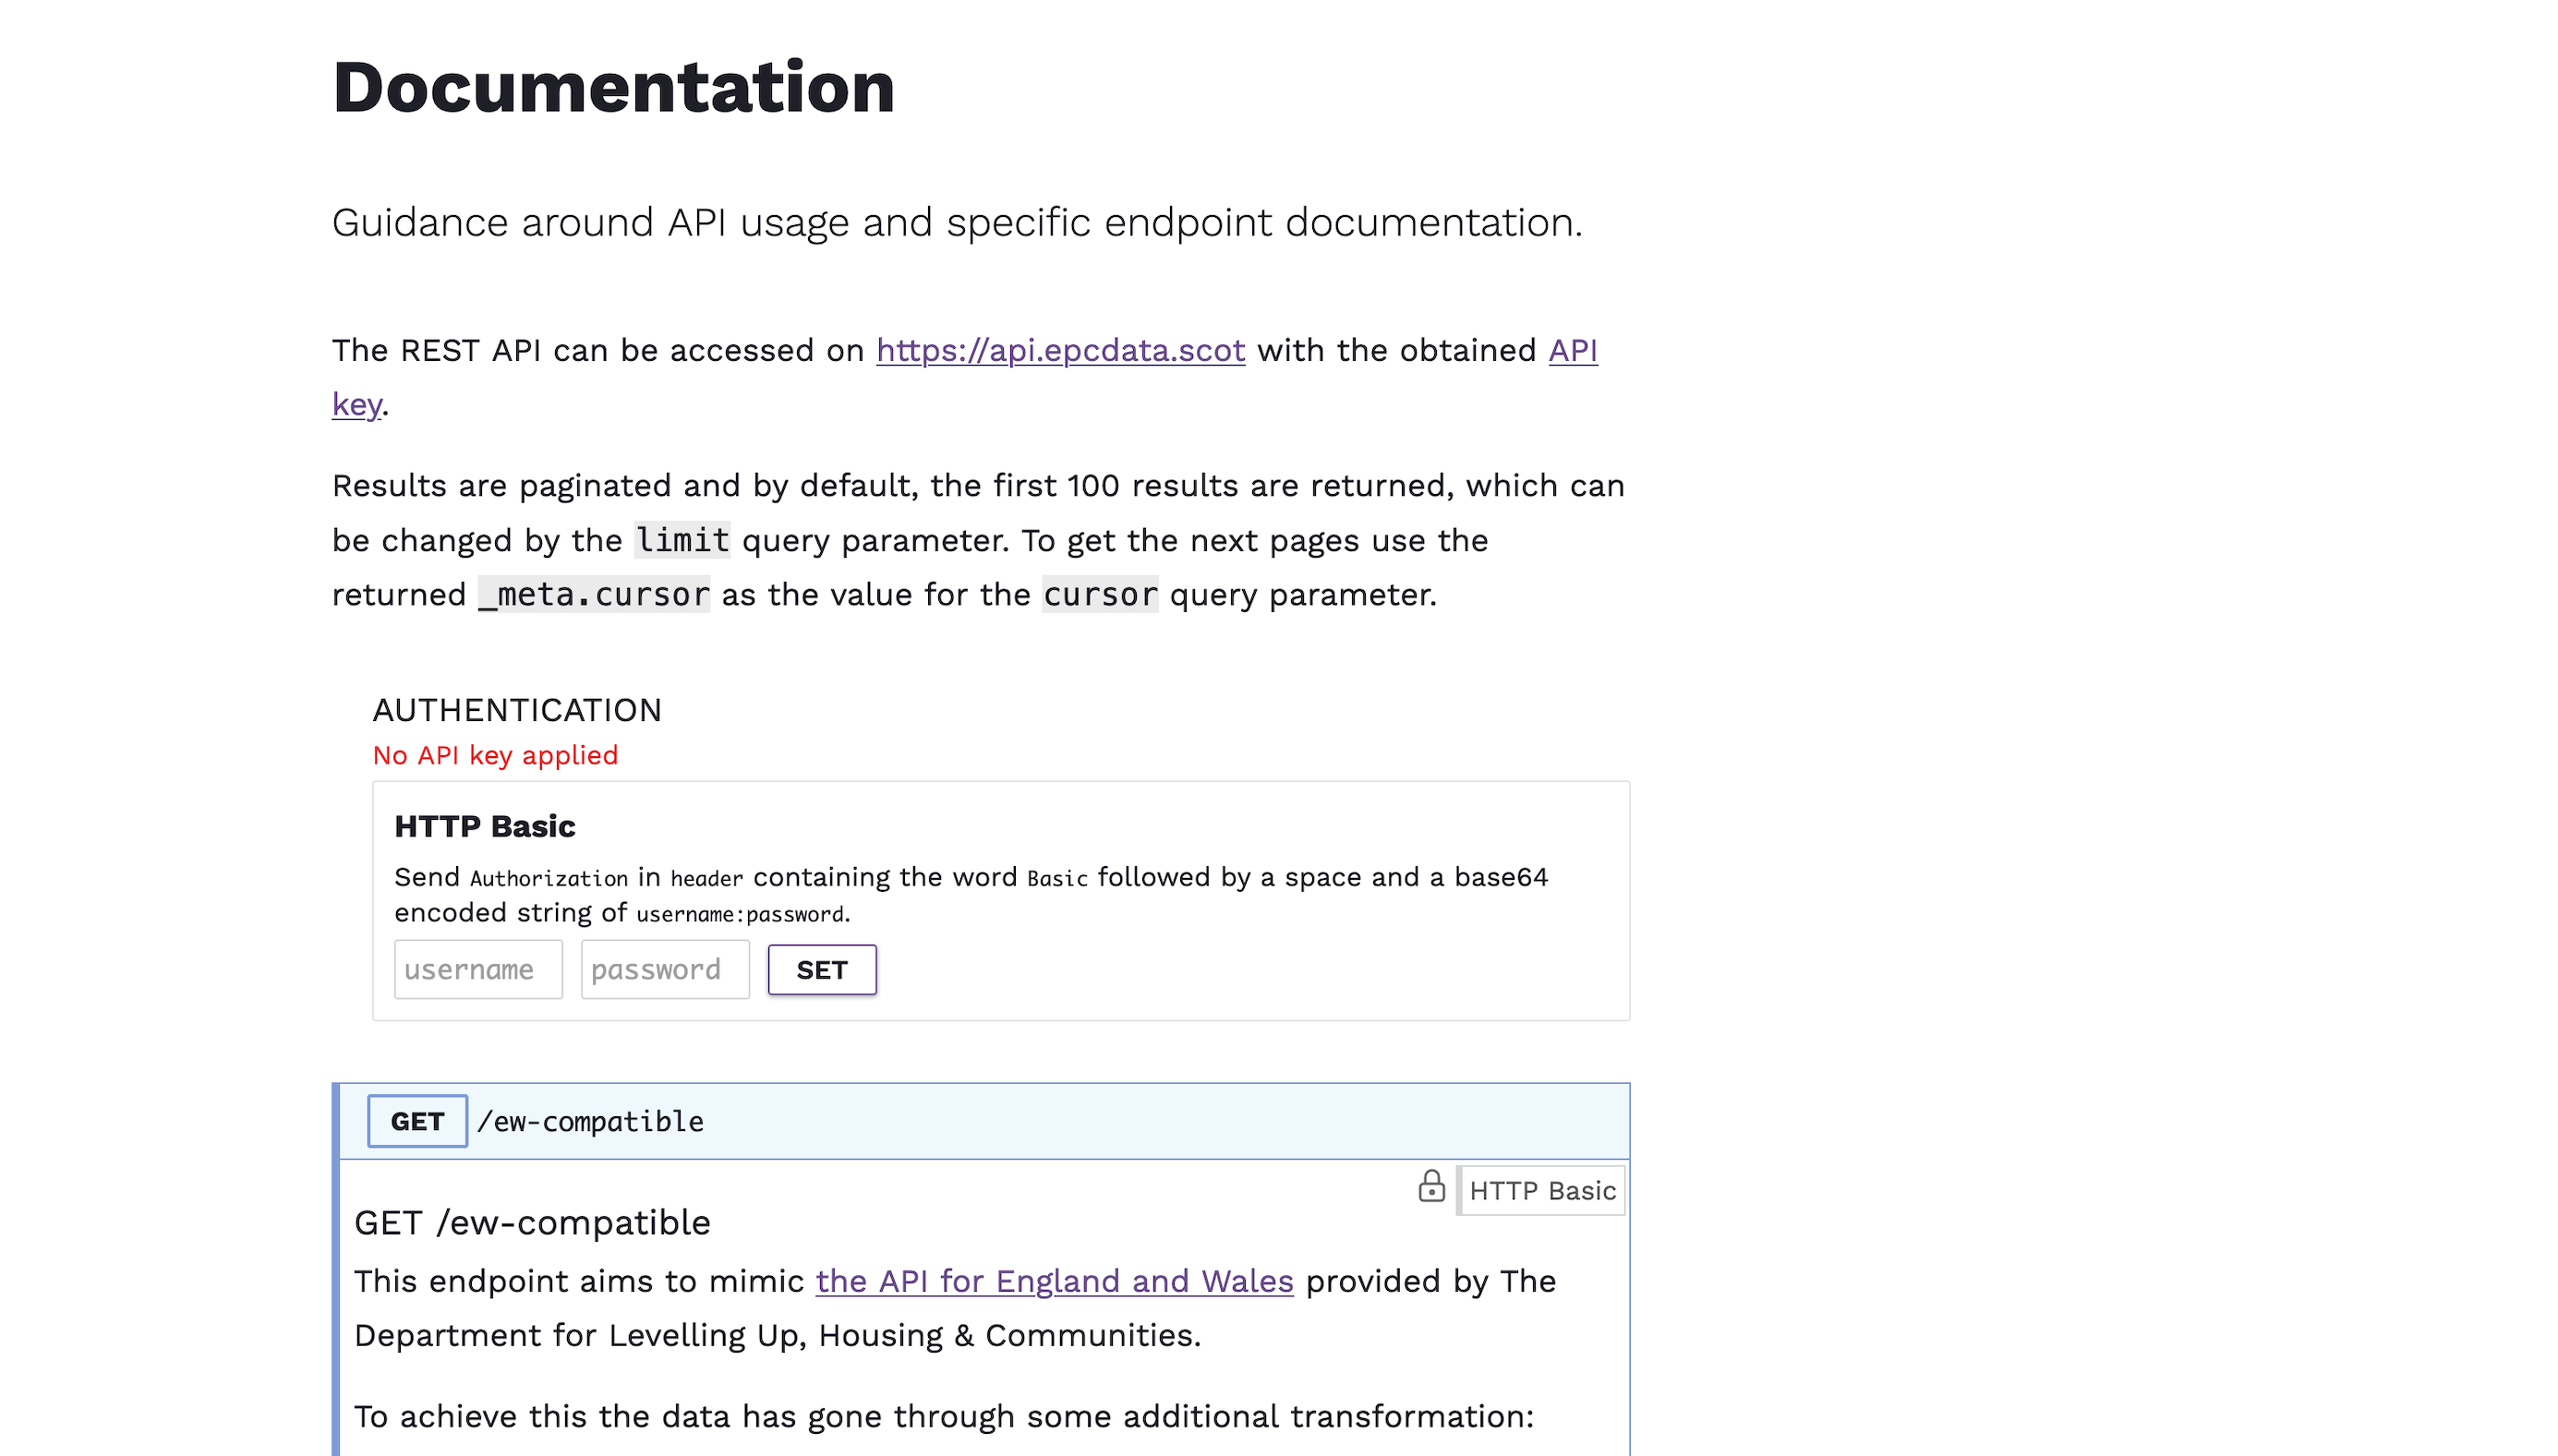 Documentation
Guidance around API usage and specific endpoint documentation.
The REST API can be accessed on https://api.epcdata.scot with the obtained API
key.
Results are paginated and by default, the first 100 results are returned, which can
be changed by the limit query parameter. To get the next pages use the
returned _meta.cursor as the value for the cursor query parameter.
AUTHENTICATION
No API key applied
HTTP Basic
Send Authorization in header containing the word Basic followed by a space and a base64
encoded string of username:password.
username password SET
GET /ew-compatible
HTTP Basic
GET /ew-compatible
This endpoint aims to mimic the API for England and Wales provided by The
Department for Levelling Up, Housing & Communities.
To achieve this the data has gone through some additional transformation: